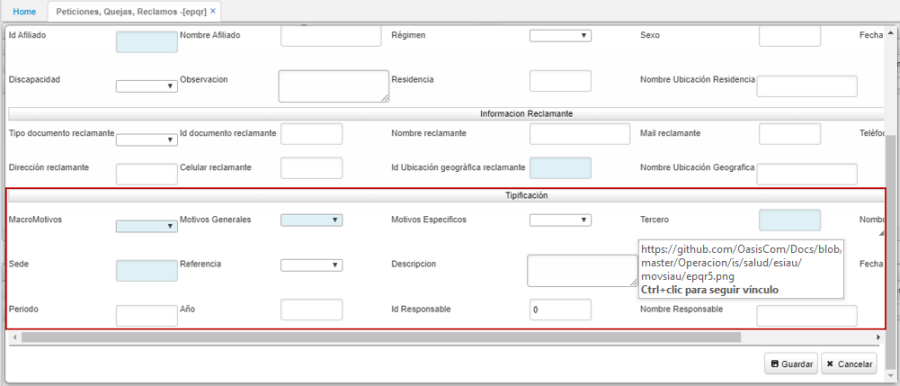 Home Peticiones, Quejas, Reclamos -[epqr] ×
Id Afiliado Nombre Afiliado Régimen Sexo Fecha
Discapacidad Observacion Residencia Nombre Ubicación Residencia
Informacion Reclamante
Tipo documento reclamante Id documento reclamante Nombre reclamante Mail reclamante Teléfo
Dirección reclamante Celular reclamante Id Ubicación geográfica reclamante Nombre Ubicación Geografica
Tipificación
MacroMotivos Motivos Generales Motivos Especificos Tercero Nomb
https://github.com/OasisCom/Docs/blob/
master/Operacion/is/salud/esiau/
movsiau/epqr5.png
Ctrl+clic para seguir vínculo
Sede Referencia Descripcion Fecha
Periodo Año Id Responsable 0 Nombre Responsable
Guardar × Cancelar